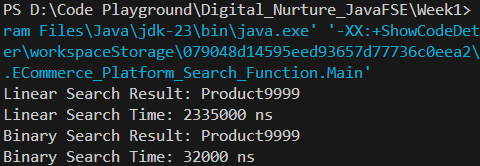 PS D:\Code Playground\Digital_Nurture_JavaFSE\Week1>
ram Files\Java\jdk-23\bin\java.exe' '-XX:+ShowCodeDet
er\workspaceStorage\079048d14595eed93657d77736c0eea2\
.ECommerce_Platform_Search_Function.Main'
Linear Search Result: Product9999
Linear Search Time: 2335000 ns
Binary Search Result: Product9999
Binary Search Time: 32000 ns